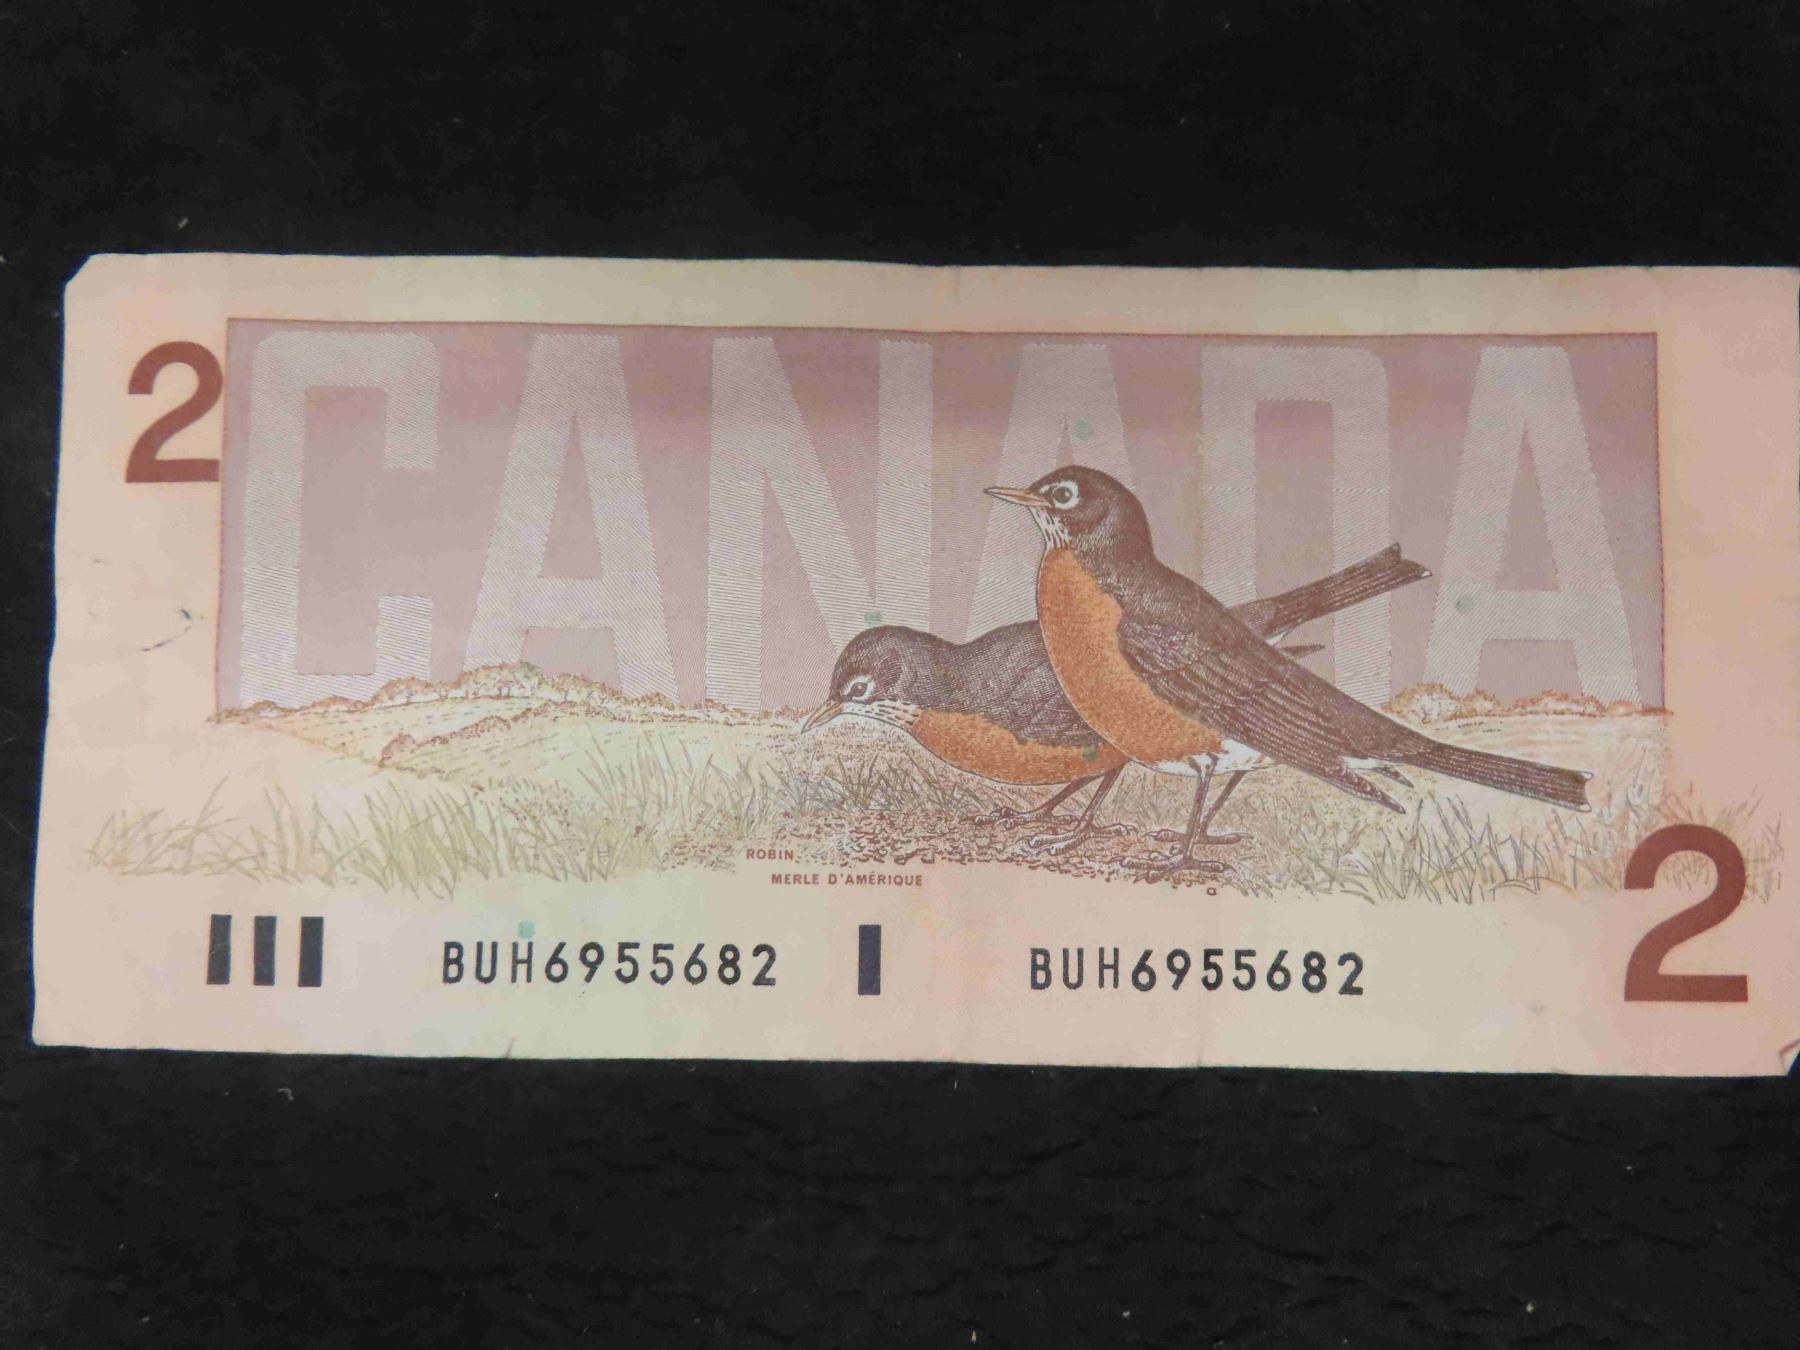 CANADA
2
ROBIN
MERLE D'AMÉRIQUE
BUH6955682 BUH6955682
2